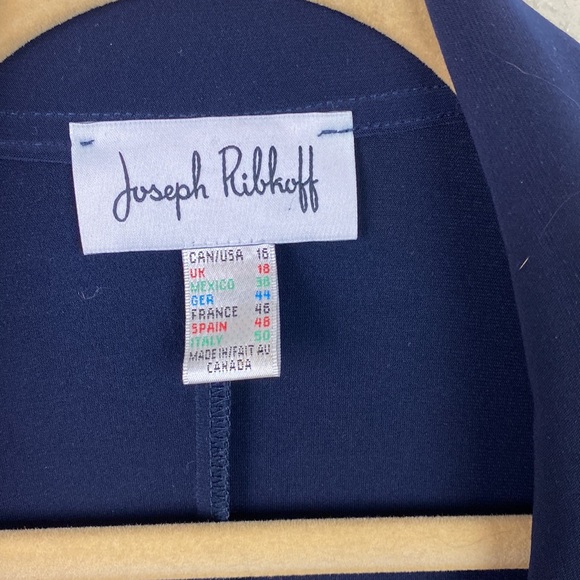 Joseph Ribkoff
CAN/USA 16
UK 18
MEXICO 38
GER 44
FRANCE 46
SPAIN 48
ITALY 50
MADE IN/FAIT AU
CANADA